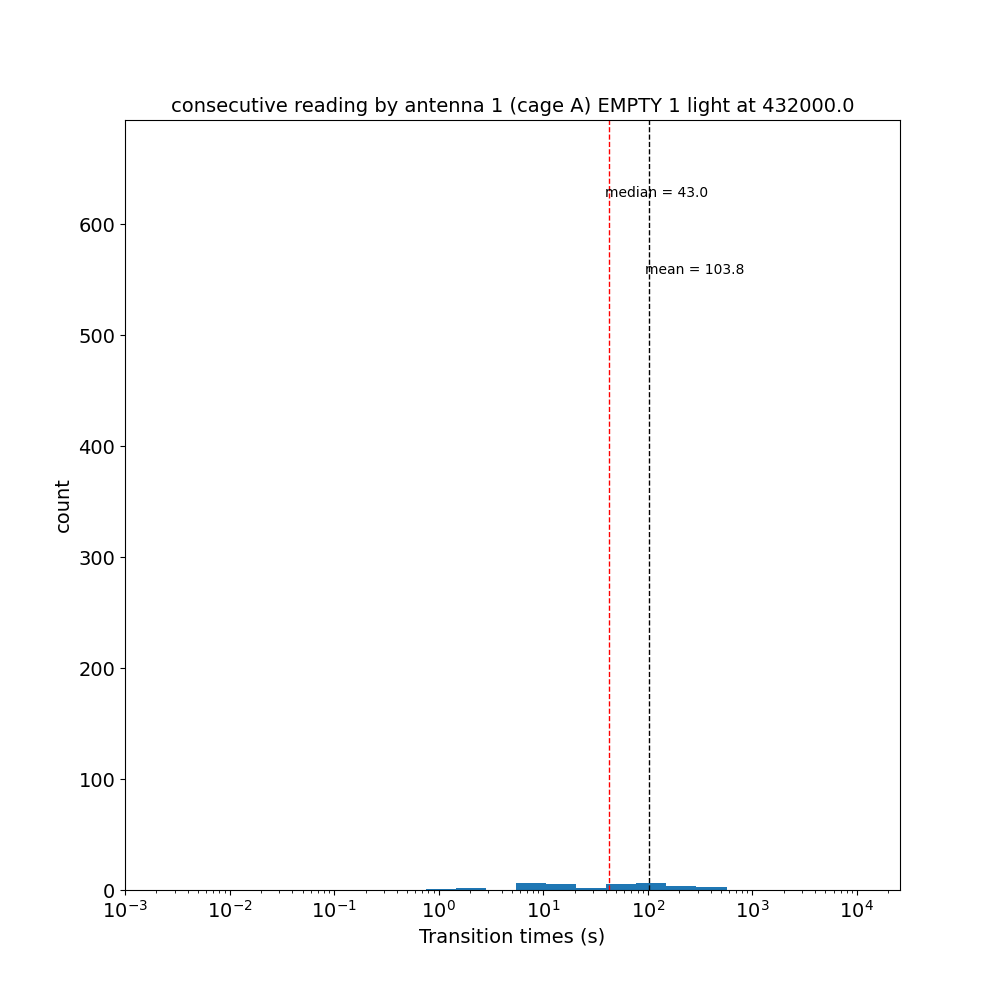 consecutive reading by antenna 1 (cage A) EMPTY 1 light at 432000.0
median = 43.0
mean = 103.8
600
500
400
300
200
100
0
count
10⁻³ 10⁻² 10⁻¹ 10⁰ 10¹ 10² 10³ 10⁴
Transition times (s)